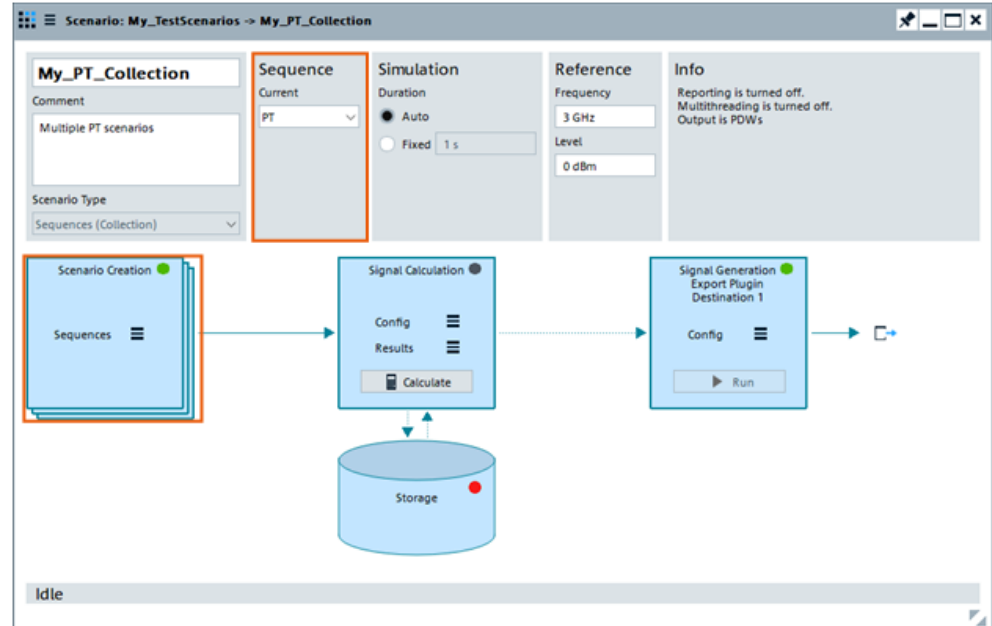 Scenario: My_TestScenarios -> My_PT_Collection
My_PT_Collection
Comment
Multiple PT scenarios
Scenario Type
Sequences (Collection)
Sequence
Current
PT
Simulation
Duration
Auto
Fixed 1 s
Reference
Frequency
3 GHz
Level
0 dBm
Info
Reporting is turned off.
Multithreading is turned off.
Output is PDWs
Scenario Creation
Sequences
Signal Calculation
Config
Results
Calculate
Signal Generation
Export Plugin
Destination 1
Config
Run
Storage
Idle